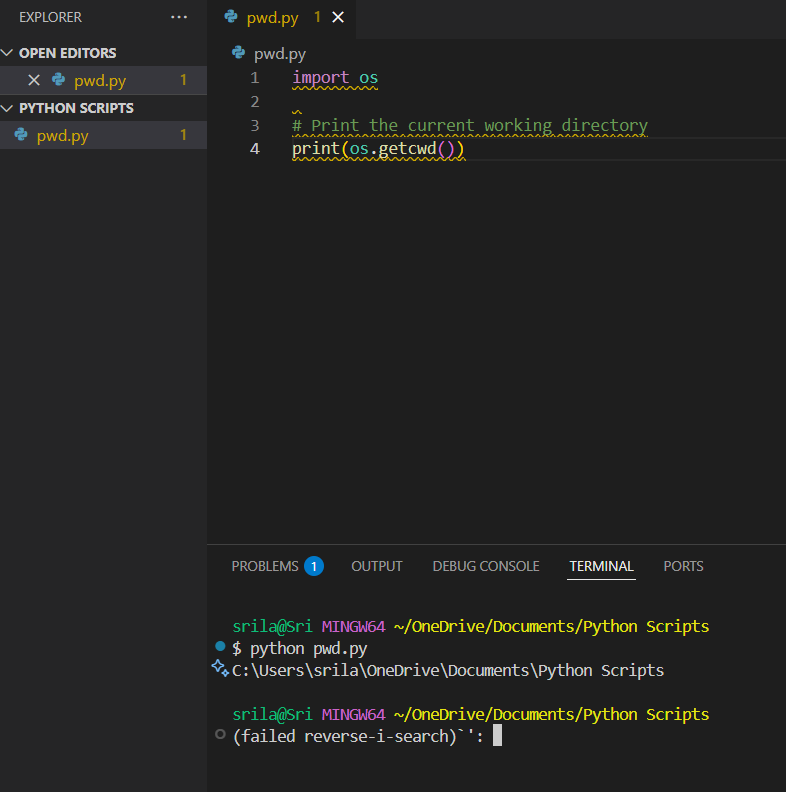 EXPLORER ···
OPEN EDITORS
pwd.py 1
PYTHON SCRIPTS
pwd.py 1
pwd.py 1
pwd.py
1 import os
2
3 # Print the current working directory
4 print(os.getcwd())
PROBLEMS 1 OUTPUT DEBUG CONSOLE TERMINAL PORTS
srila@Sri MINGW64 ~/OneDrive/Documents/Python Scripts
$ python pwd.py
C:\Users\srila\OneDrive\Documents\Python Scripts
srila@Sri MINGW64 ~/OneDrive/Documents/Python Scripts
(failed reverse-i-search)`':